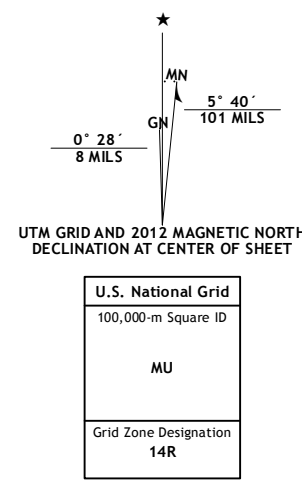 ★
MN
GN
5° 40´
101 MILS
0° 28´
8 MILS
UTM GRID AND 2012 MAGNETIC NORTH
DECLINATION AT CENTER OF SHEET
U.S. National Grid
100,000-m Square ID
MU
Grid Zone Designation
14R